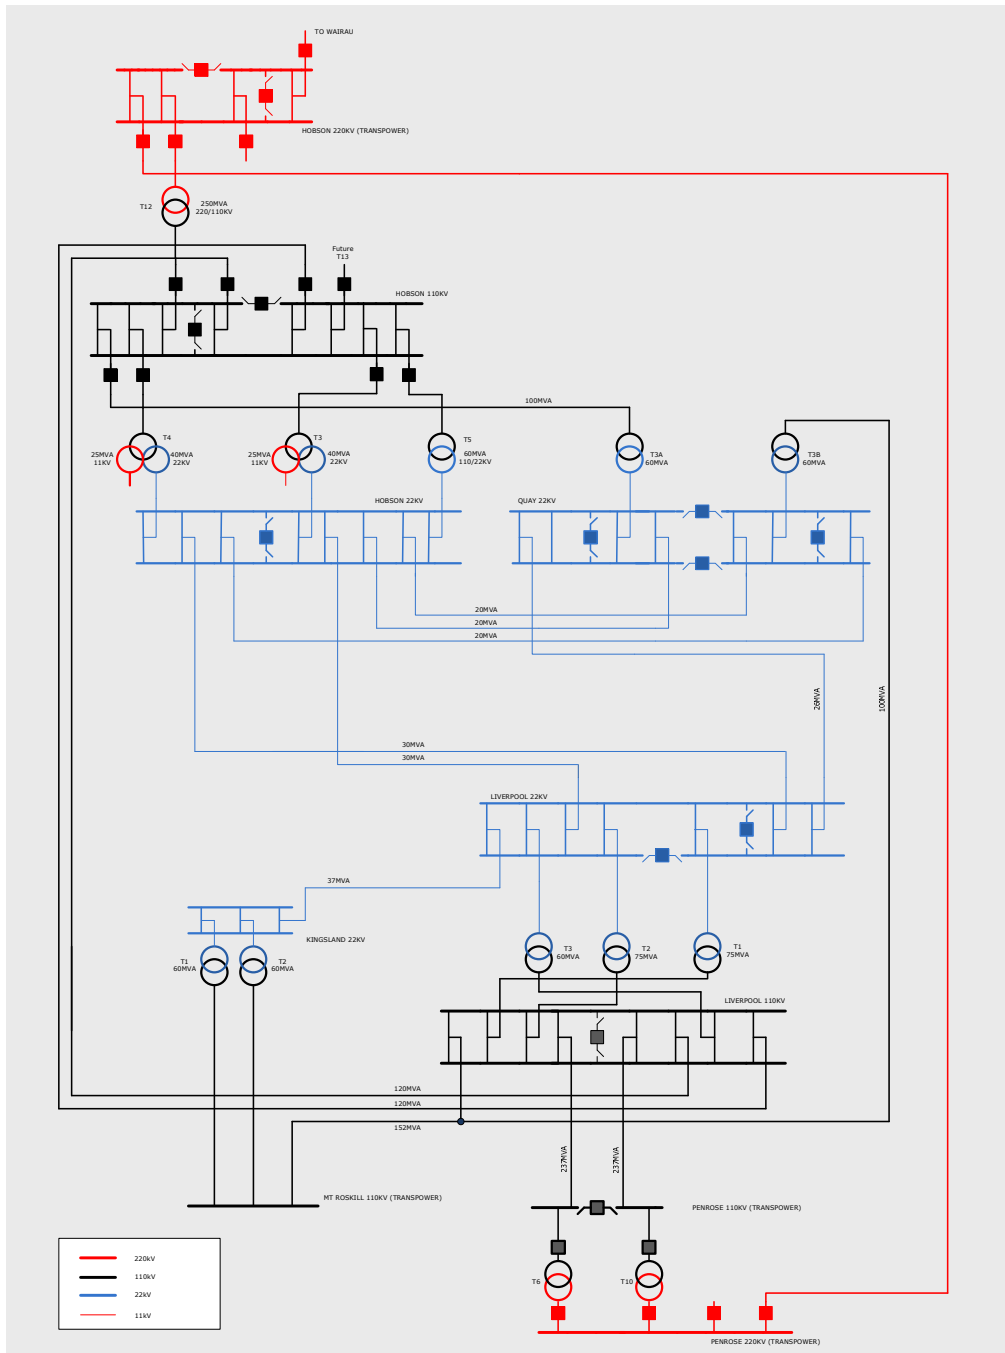 TO WAIRAU
HOBSON 220KV (TRANSPOWER)
T12
250MVA
220/110KV
Future
T13
HOBSON 110KV
100MVA
T4
25MVA
11KV
40MVA
22KV
T3
25MVA
11KV
40MVA
22KV
T5
60MVA
110/22KV
T3A
60MVA
T3B
60MVA
HOBSON 22KV
QUAY 22KV
20MVA
20MVA
20MVA
26MVA
100MVA
30MVA
30MVA
LIVERPOOL 22KV
37MVA
KINGSLAND 22KV
T1
60MVA
T2
60MVA
T3
60MVA
T2
75MVA
T1
75MVA
LIVERPOOL 110KV
120MVA
120MVA
152MVA
237MVA
237MVA
MT ROSKILL 110KV (TRANSPOWER)
PENROSE 110KV (TRANSPOWER)
T6
T10
PENROSE 220KV (TRANSPOWER)
220kV
110kV
22kV
11kV